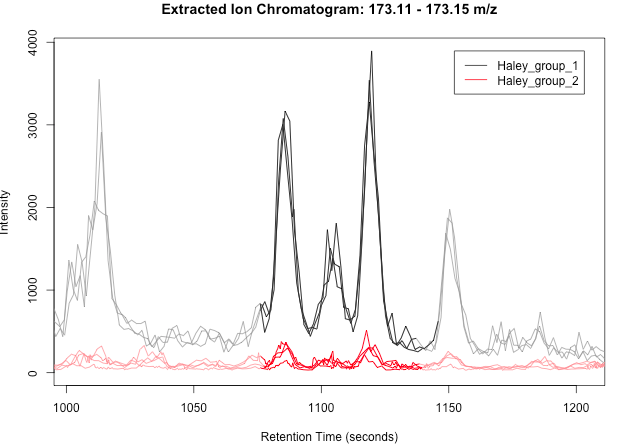 Extracted Ion Chromatogram: 173.11 - 173.15 m/z
4000
3000
2000
1000
0
Intensity
Haley_group_1
Haley_group_2
1000 1050 1100 1150 1200
Retention Time (seconds)